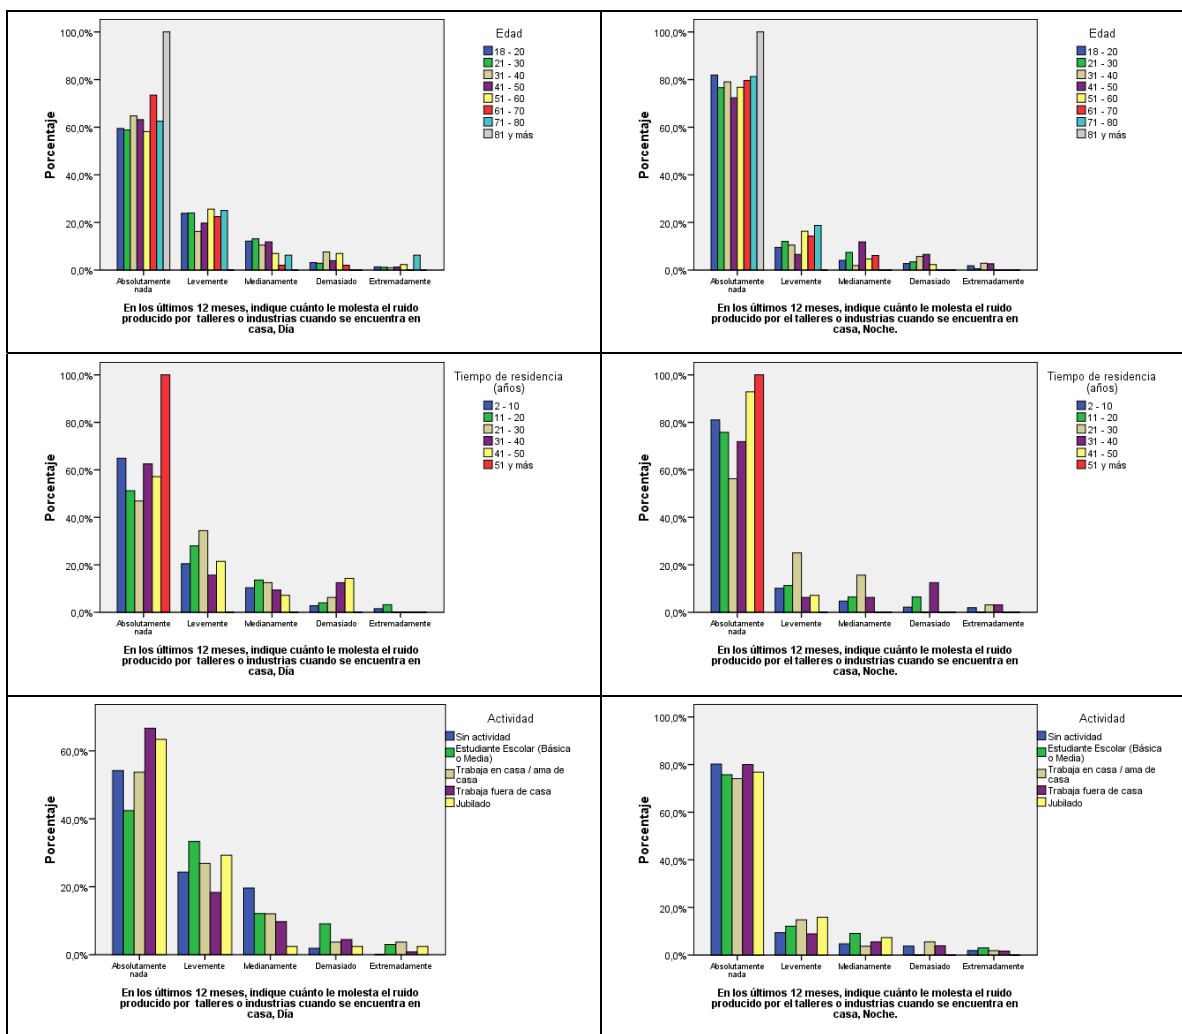 Edad
18 - 20
21 - 30
31 - 40
41 - 50
51 - 60
61 - 70
71 - 80
81 y más
Porcentaje
100,0%
80,0%
60,0%
40,0%
20,0%
0,0%
Absolutamente
nada
Levemente
Medianamente
Demasiado
Extremadamente
En los últimos 12 meses, indique cuánto le molesta el ruido
producido por talleres o industrias cuando se encuentra en
casa, Día
Edad
18 - 20
21 - 30
31 - 40
41 - 50
51 - 60
61 - 70
71 - 80
81 y más
Porcentaje
100,0%
80,0%
60,0%
40,0%
20,0%
0,0%
Absolutamente
nada
Levemente
Medianamente
Demasiado
Extremadamente
En los últimos 12 meses, indique cuánto le molesta el ruido
producido por el talleres o industrias cuando se encuentra en
casa, Noche.
Tiempo de residencia
(años)
2 - 10
11 - 20
21 - 30
31 - 40
41 - 50
51 y más
Porcentaje
100,0%
80,0%
60,0%
40,0%
20,0%
0,0%
Absolutamente
nada
Levemente
Medianamente
Demasiado
Extremadamente
En los últimos 12 meses, indique cuánto le molesta el ruido
producido por talleres o industrias cuando se encuentra en
casa, Día
Tiempo de residencia
(años)
2 - 10
11 - 20
21 - 30
31 - 40
41 - 50
51 y más
Porcentaje
100,0%
80,0%
60,0%
40,0%
20,0%
0,0%
Absolutamente
nada
Levemente
Medianamente
Demasiado
Extremadamente
En los últimos 12 meses, indique cuánto le molesta el ruido
producido por el talleres o industrias cuando se encuentra en
casa, Noche.
Actividad
Sin actividad
Estudiante Escolar (Básica
o Media)
Trabaja en casa / ama de
casa
Trabaja fuera de casa
Jubilado
Porcentaje
60,0%
40,0%
20,0%
0,0%
Absolutamente
nada
Levemente
Medianamente
Demasiado
Extremadamente
En los últimos 12 meses, indique cuánto le molesta el ruido
producido por talleres o industrias cuando se encuentra en
casa, Día
Actividad
Sin actividad
Estudiante Escolar (Básica
o Media)
Trabaja en casa / ama de
casa
Trabaja fuera de casa
Jubilado
Porcentaje
100,0%
80,0%
60,0%
40,0%
20,0%
0,0%
Absolutamente
nada
Levemente
Medianamente
Demasiado
Extremadamente
En los últimos 12 meses, indique cuánto le molesta el ruido
producido por el talleres o industrias cuando se encuentra en
casa, Noche.